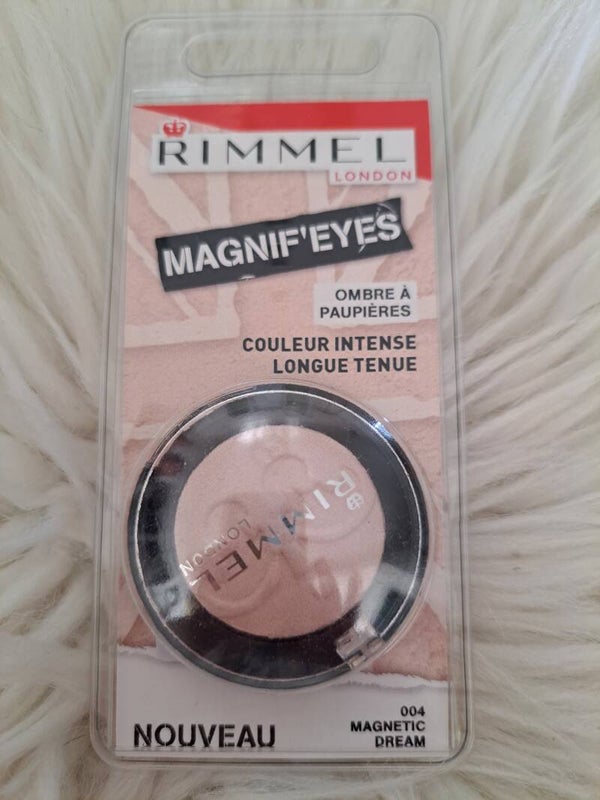 RIMMEL
LONDON
MAGNIF'EYES
OMBRE À
PAUPIÈRES
COULEUR INTENSE
LONGUE TENUE
RIMMEL
LONDON
NOUVEAU
004
MAGNETIC
DREAM